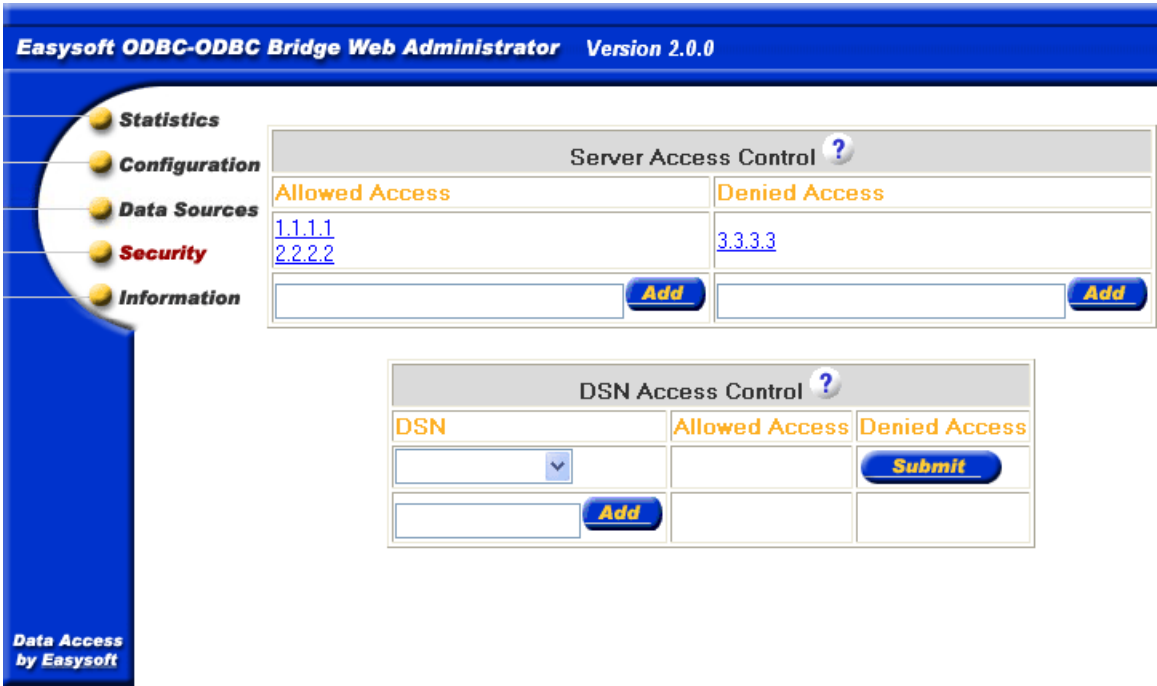 Easysoft ODBC-ODBC Bridge Web Administrator Version 2.0.0
Statistics
Configuration
Data Sources
Security
Information
Server Access Control ?
Allowed Access Denied Access
1.1.1.1
2.2.2.2
3.3.3.3
Add Add
DSN Access Control ?
DSN Allowed Access Denied Access
Submit
Add
Data Access
by Easysoft